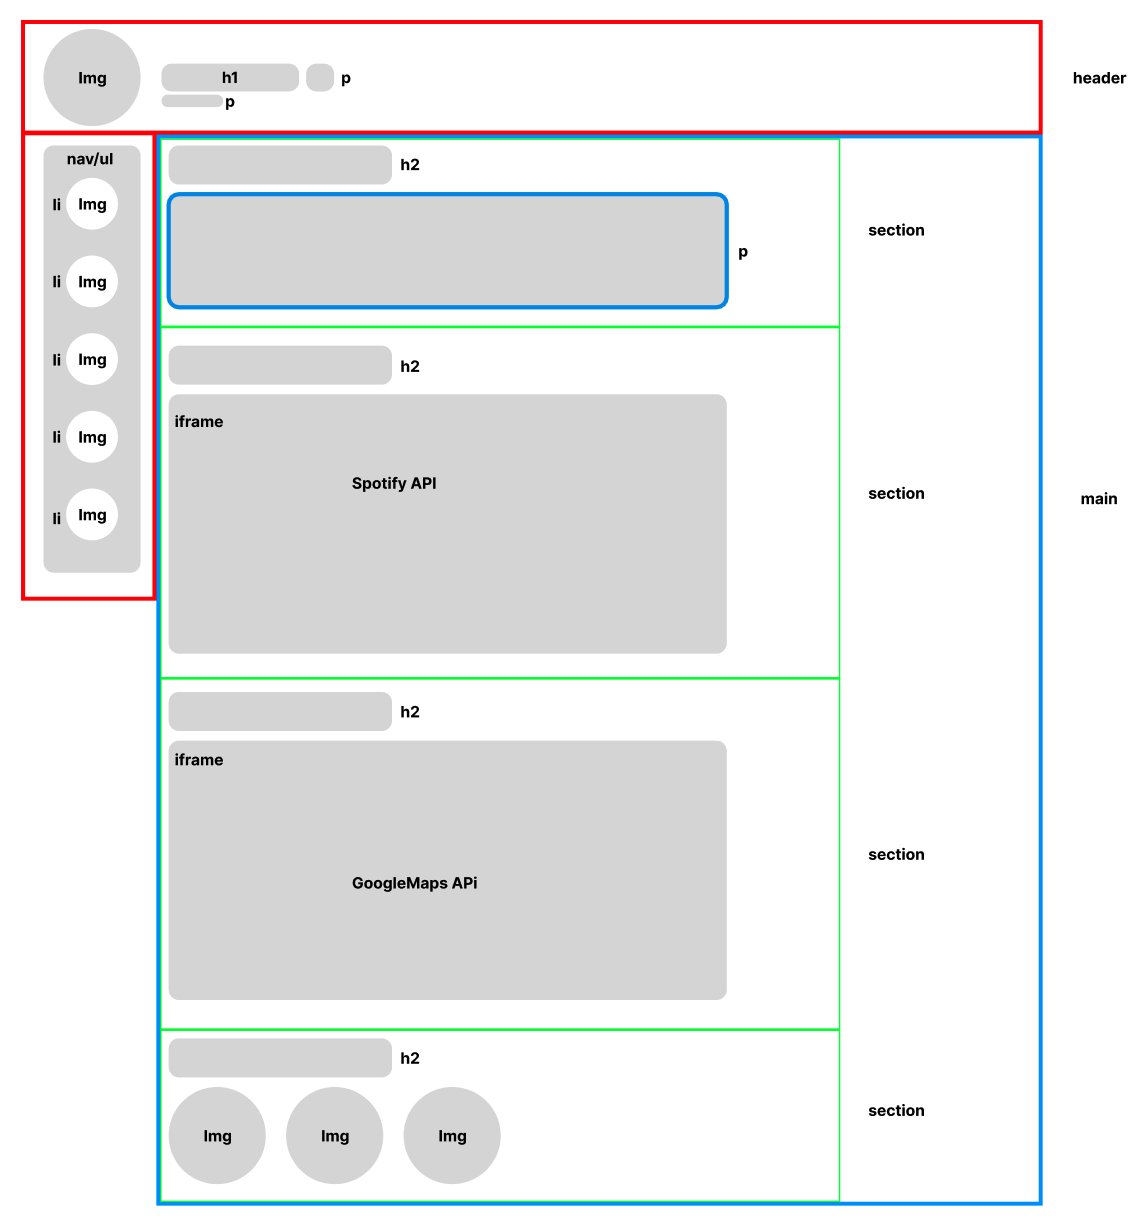 Img
h1
p
p
header
nav/ul
li Img
li Img
li Img
li Img
li Img
h2
p
section
h2
iframe
Spotify API
section
main
h2
iframe
GoogleMaps APi
section
h2
Img Img Img
section